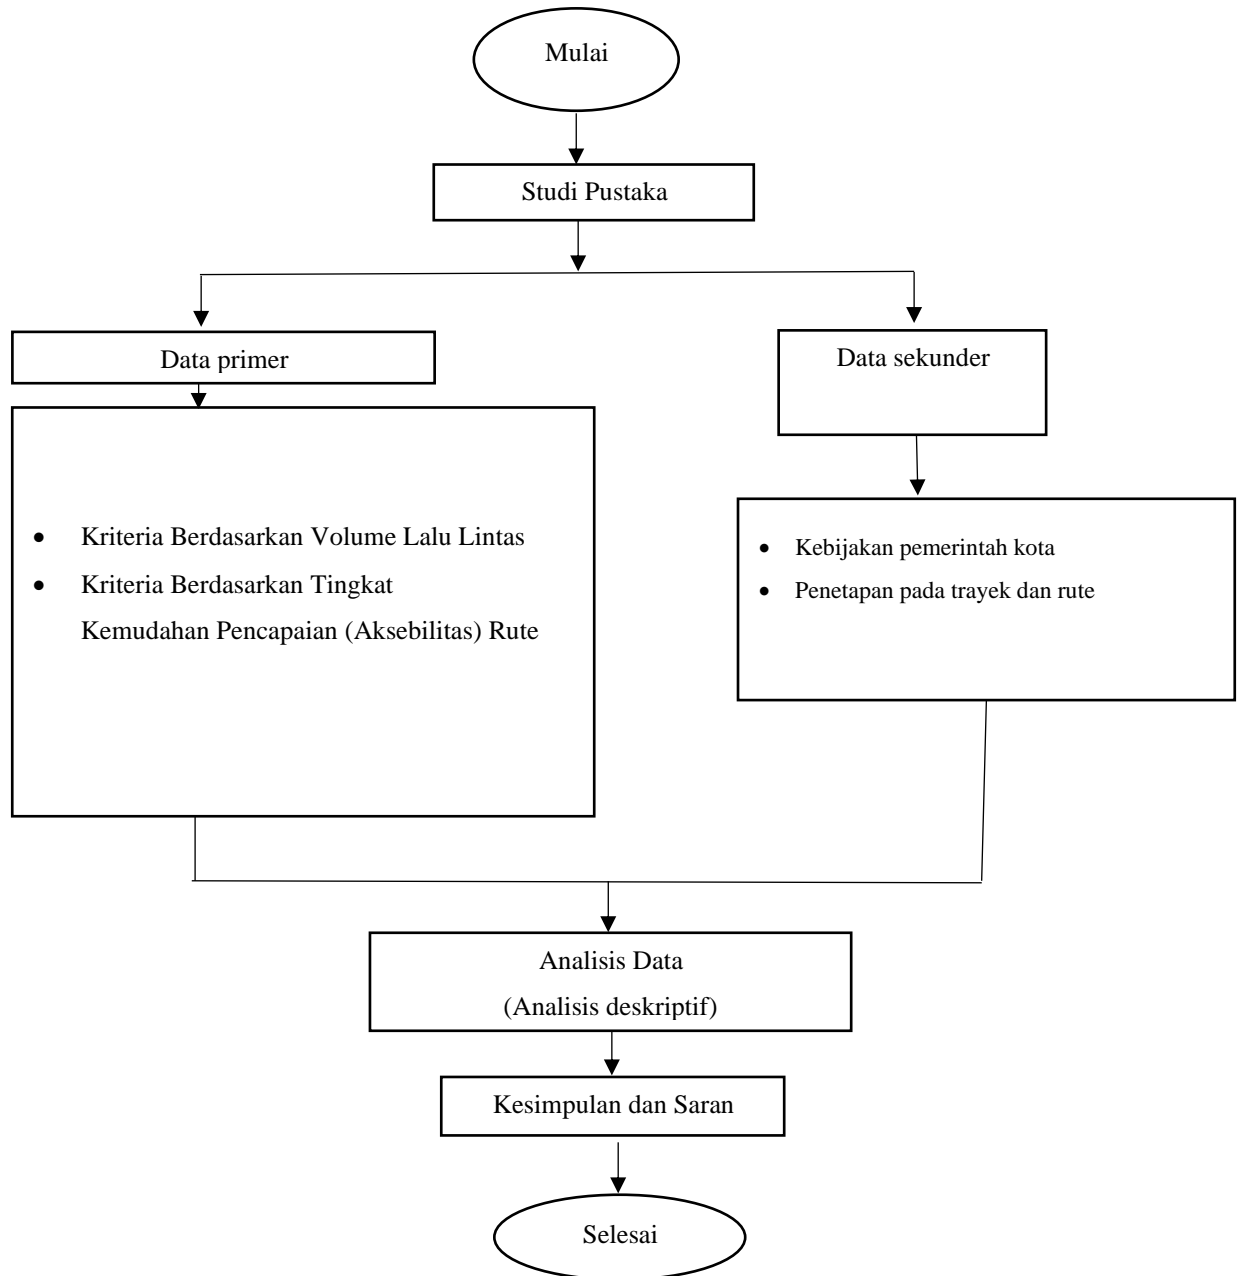 Mulai
Studi Pustaka
Data primer
Data sekunder
• Kriteria Berdasarkan Volume Lalu Lintas
• Kriteria Berdasarkan Tingkat
Kemudahan Pencapaian (Aksebilitas) Rute
• Kebijakan pemerintah kota
• Penetapan pada trayek dan rute
Analisis Data
(Analisis deskriptif)
Kesimpulan dan Saran
Selesai